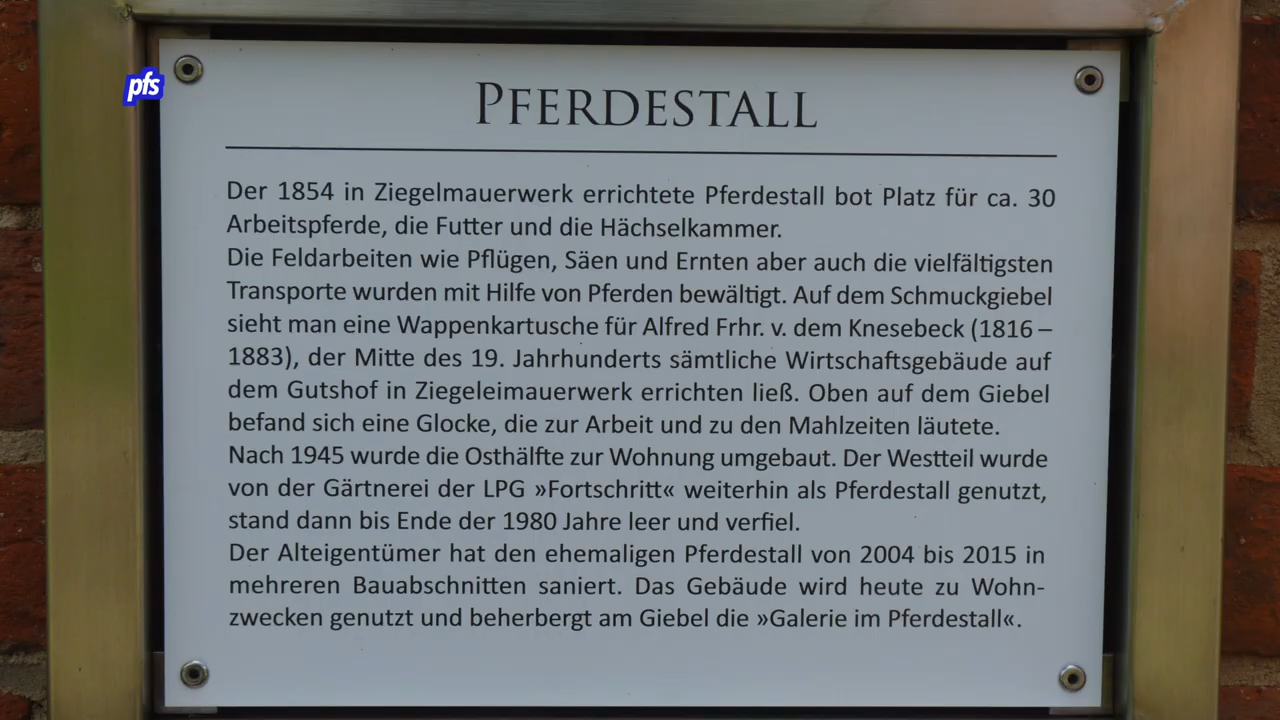 pfs
PFERDESTALL
Der 1854 in Ziegelmauerwerk errichtete Pferdestall bot Platz für ca. 30
Arbeitspferde, die Futter und die Hächselkammer.
Die Feldarbeiten wie Pflügen, Säen und Ernten aber auch die vielfältigsten
Transporte wurden mit Hilfe von Pferden bewältigt. Auf dem Schmuckgiebel
sieht man eine Wappenkartusche für Alfred Frhr. v. dem Knesebeck (1816 –
1883), der Mitte des 19. Jahrhunderts sämtliche Wirtschaftsgebäude auf
dem Gutshof in Ziegeleimauerwerk errichten ließ. Oben auf dem Giebel
befand sich eine Glocke, die zur Arbeit und zu den Mahlzeiten läutete.
Nach 1945 wurde die Osthälfte zur Wohnung umgebaut. Der Westteil wurde
von der Gärtnerei der LPG »Fortschritt« weiterhin als Pferdestall genutzt,
stand dann bis Ende der 1980 Jahre leer und verfiel.
Der Alteigentümer hat den ehemaligen Pferdestall von 2004 bis 2015 in
mehreren Bauabschnitten saniert. Das Gebäude wird heute zu Wohn-
zwecken genutzt und beherbergt am Giebel die »Galerie im Pferdestall«.